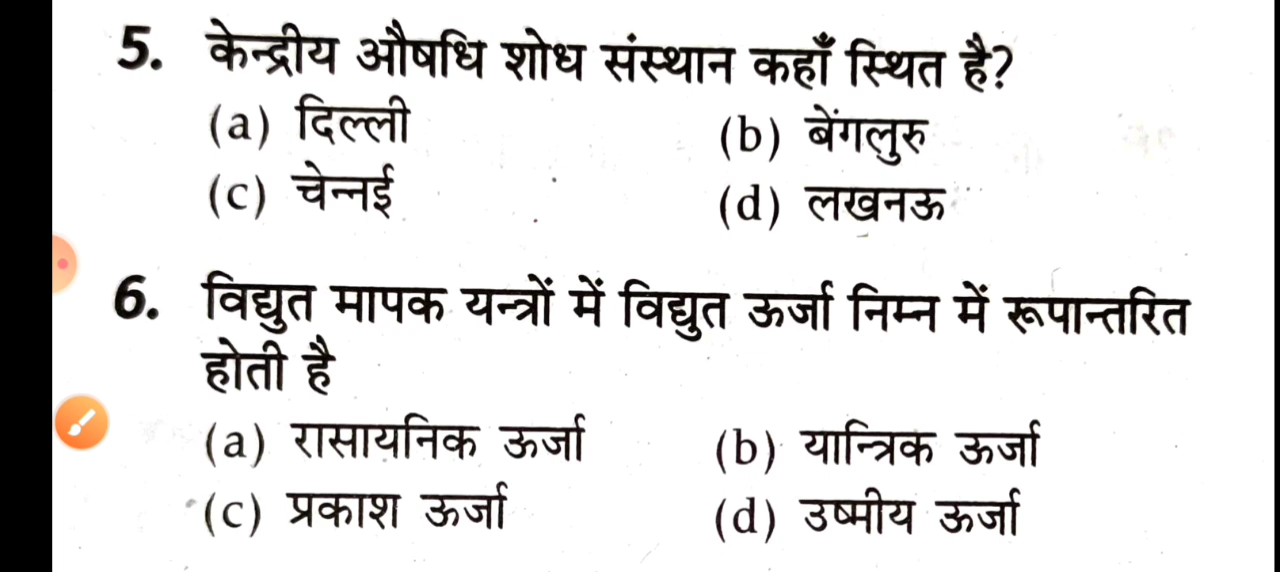 5. केन्द्रीय औषधि शोध संस्थान कहाँ स्थित है?
(a) दिल्ली (b) बेंगलुरु
(c) चेन्नई (d) लखनऊ
6. विद्युत मापक यन्त्रों में विद्युत ऊर्जा निम्न में रूपान्तरित
होती है
(a) रासायनिक ऊर्जा (b) यान्त्रिक ऊर्जा
(c) प्रकाश ऊर्जा (d) उष्मीय ऊर्जा